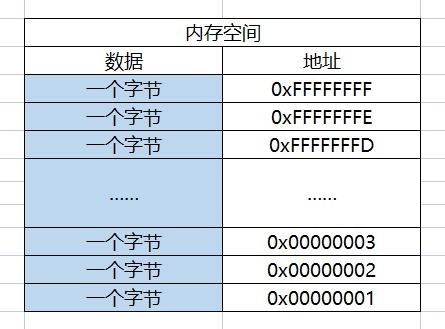 内存空间
数据 地址
一个字节 0xFFFFFFFF
一个字节 0xFFFFFFFE
一个字节 0xFFFFFFFD
...... ......
一个字节 0x00000003
一个字节 0x00000002
一个字节 0x00000001